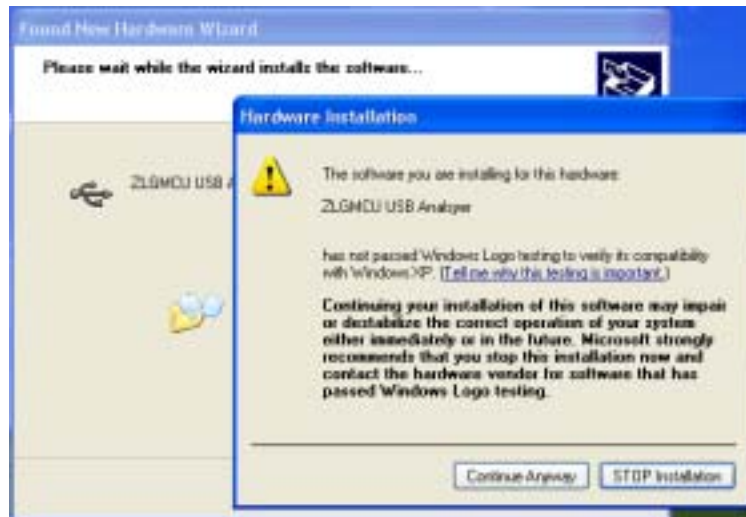 Found New Hardware Wizard
Please wait while the wizard installs the software...
Hardware Installation
ZLGMCU USB A
The software you are installing for this hardware:
ZLGMCU USB Analyser
has not passed Windows Logo testing to verify its compatibility
with Windows XP. (Tell me why this testing is important.)
Continuing your installation of this software may impair
or destabilize the correct operation of your system
either immediately or in the future. Microsoft strongly
recommends that you stop this installation now and
contact the hardware vendor for software that has
passed Windows Logo testing.
Continue Anyway
STOP Installation